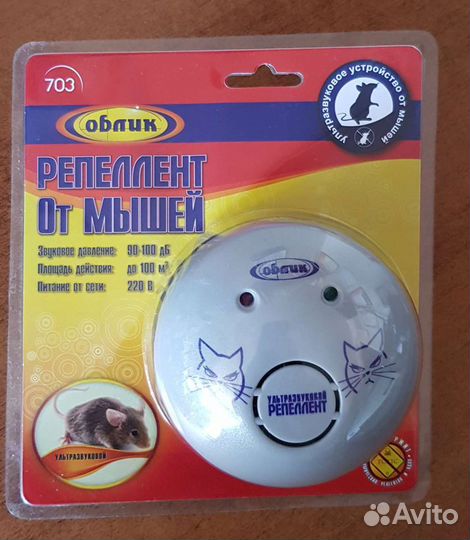 703
облик
Ультразвуковое устройство от мышей
РЕПЕЛЛЕНТ
От МЫШЕЙ
Звуковое давление: 90-100 дБ
Площадь действия: до 100 м²
Питание от сети: 220 В
облик
УЛЬТРАЗВУКОВОЙ
РЕПЕЛЛЕНТ
УЛЬТРАЗВУКОВОЙ
Avito